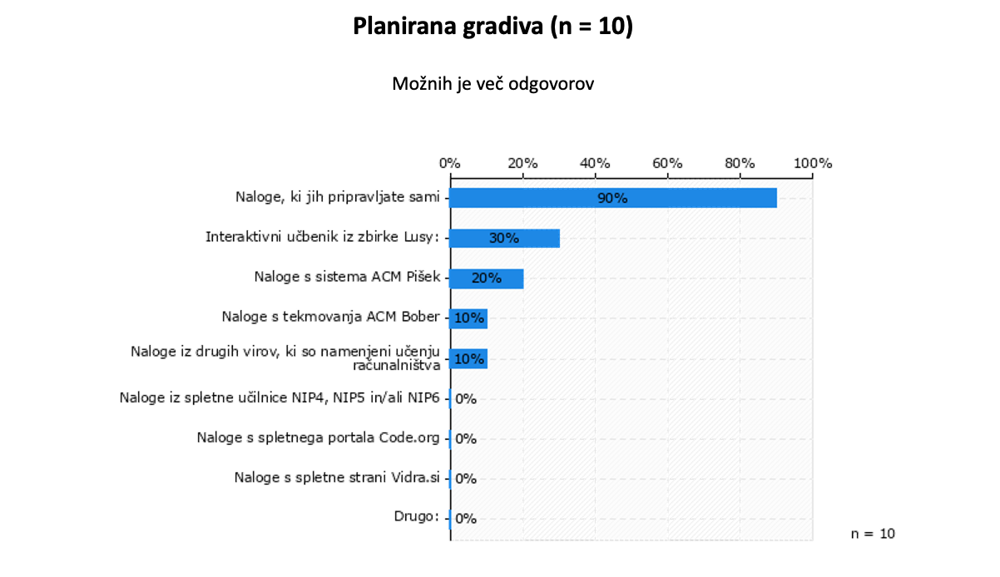 Planirana gradiva (n = 10)
Možnih je več odgovorov
0% 20% 40% 60% 80% 100%
Naloge, ki jih pripravljate sami 90%
Interaktivni učbenik iz zbirke Lusy: 30%
Naloge s sistema ACM Pišek 20%
Naloge s tekmovanja ACM Bober 10%
Naloge iz drugih virov, ki so namenjeni učenju
računalništva 10%
Naloge iz spletne učilnice NIP4, NIP5 in/ali NIP6 0%
Naloge s spletnega portala Code.org 0%
Naloge s spletne strani Vidra.si 0%
Drugo: 0%
n = 10